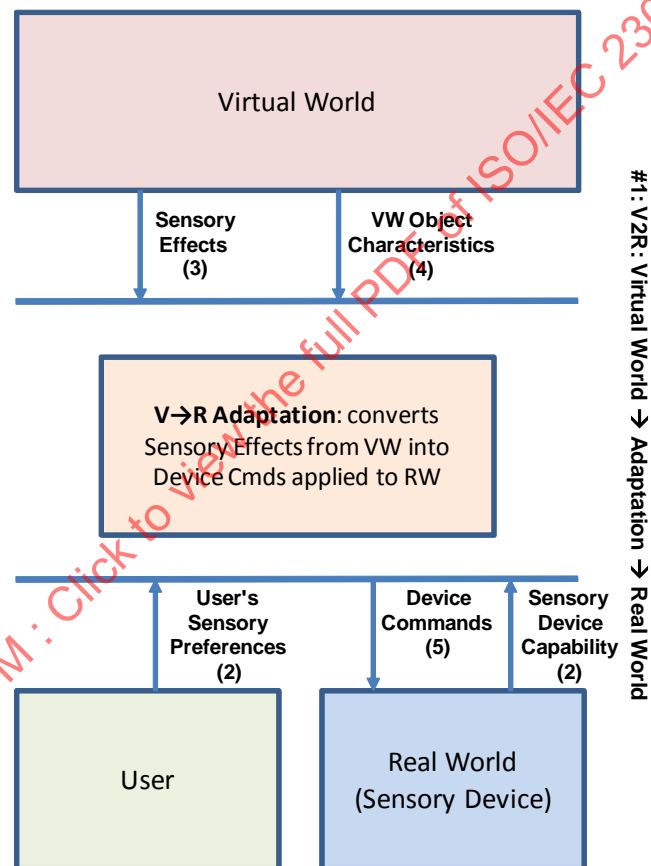 Virtual World
Sensory
Effects
(3)
VW Object
Characteristics
(4)
V→R Adaptation: converts
Sensory Effects from VW into
Device Cmds applied to RW
User's
Sensory
Preferences
(2)
Device
Commands
(5)
Sensory
Device
Capability
(2)
User
Real World
(Sensory Device)
#1: V2R: Virtual World → Adaptation → Real World
M : Click to view the full PDF of ISO/IEC 230